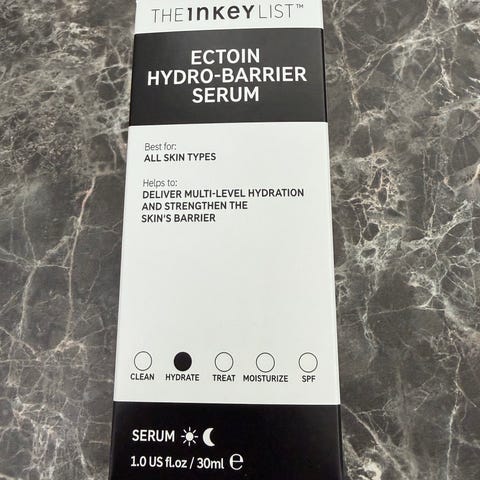 THE INKEY LIST™
ECTOIN
HYDRO-BARRIER
SERUM
Best for:
ALL SKIN TYPES
Helps to:
DELIVER MULTI-LEVEL HYDRATION
AND STRENGTHEN THE
SKIN'S BARRIER
CLEAN HYDRATE TREAT MOISTURIZE SPF
SERUM
1.0 US fl.oz / 30ml ℮